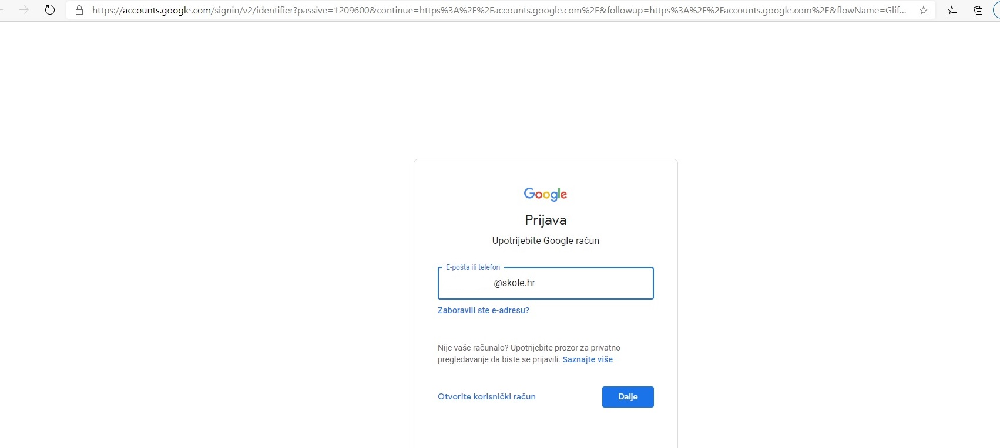 https://accounts.google.com/signin/v2/identifier?passive=1209600&continue=https%3A%2F%2Faccounts.google.com%2F&followup=https%3A%2F%2Faccounts.google.com%2F&flowName=Glif...
Google
Prijava
Upotrijebite Google račun
E-pošta ili telefon
@skole.hr
Zaboravili ste e-adresu?
Nije vaše računalo? Upotrijebite prozor za privatno
pregledavanje da biste se prijavili. Saznajte više
Otvorite korisnički račun
Dalje